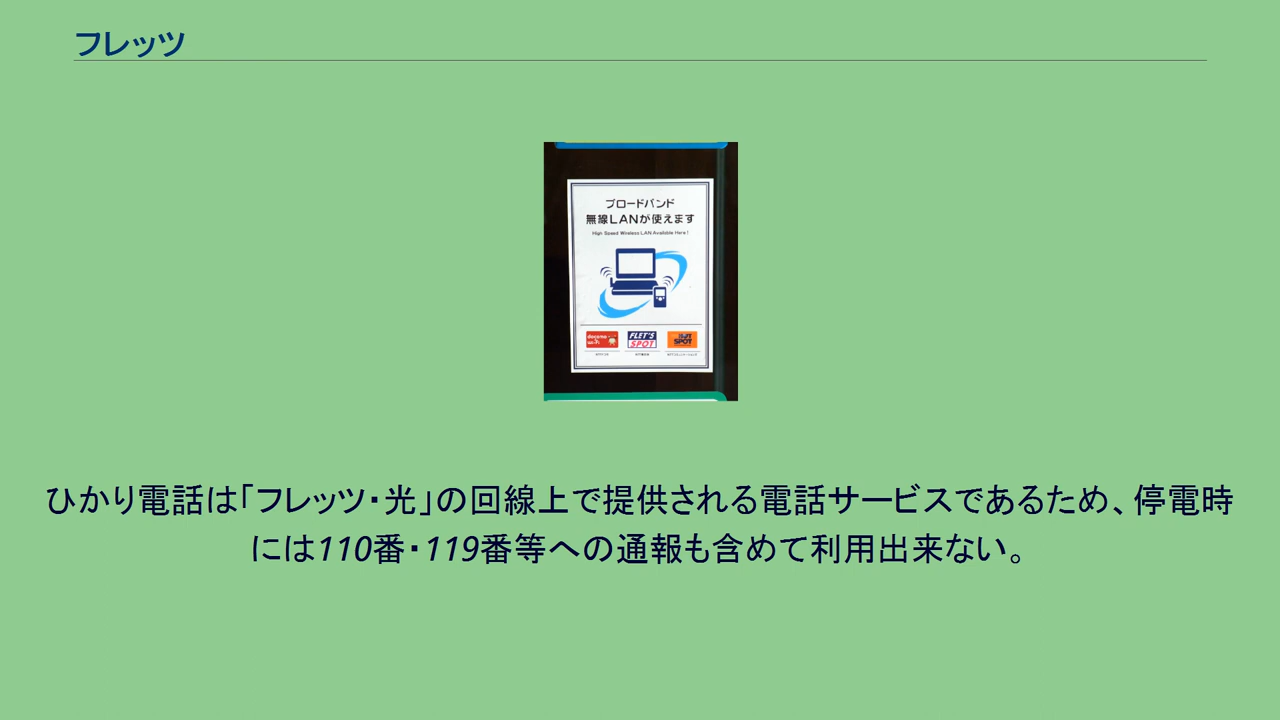 フレッツ
ブロードバンド
無線LANが使えます
High Speed Wireless LAN Available Here!
docomo
Wi-Fi
FLET'S
SPOT
SPOT
ひかり電話は「フレッツ・光」の回線上で提供される電話サービスであるため、停電時
には110番・119番等への通報も含めて利用出来ない。